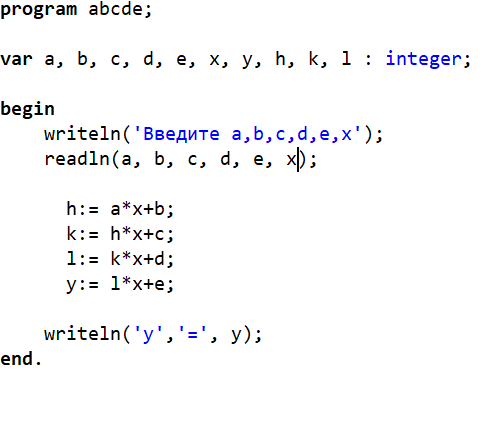 program abcde;
var a, b, c, d, e, x, y, h, k, l : integer;
begin
writeln('Введите a,b,c,d,e,x');
readln(a, b, c, d, e, x);
h:= a*x+b;
k:= h*x+c;
l:= k*x+d;
y:= l*x+e;
writeln('y','=', y);
end.